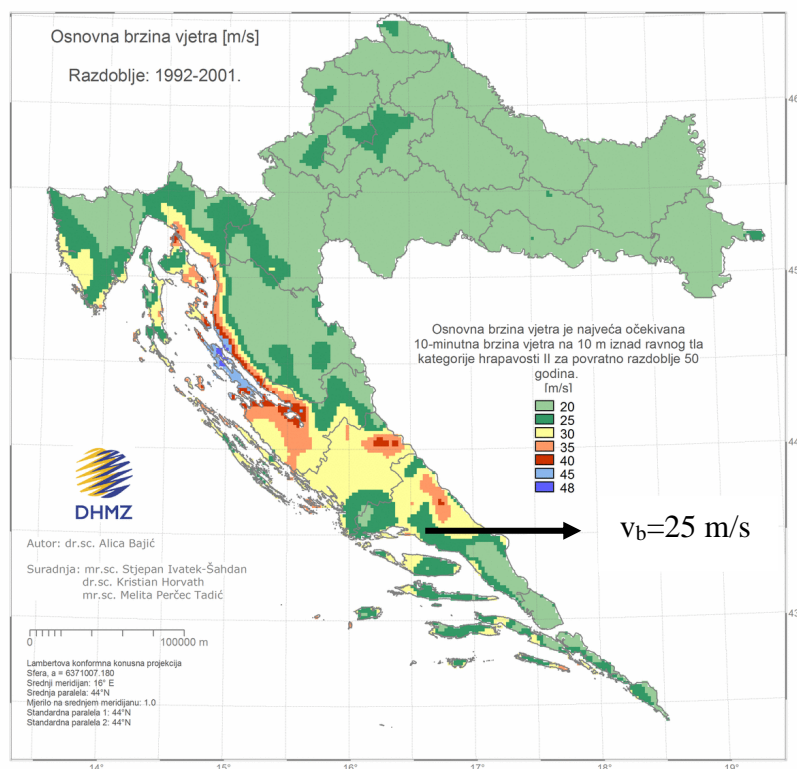 Osnovna brzina vjetra [m/s]
Razdoblje: 1992-2001.
46
45
Osnovna brzina vjetra je najveća očekivana
10-minutna brzina vjetra na 10 m iznad ravnog tla
kategorije hrapavosti II za povratno razdoblje 50
godina.
[m/s]
20
25
30
35
40
45
48
44
DHMZ
v_b=25 m/s
Autor: dr.sc. Alica Bajić
Suradnja: mr.sc. Stjepan Ivatek-Šahdan
dr.sc. Kristian Horvath
mr.sc. Melita Perčec Tadić
43
0 100000 m
Lambertova konformna konusna projekcija
Sfera, a = 6371007.180
Srednji meridijan: 16° E
Srednja paralela: 44°N
Mjerilo na srednjem meridijanu: 1.0
Standardna paralela 1: 44°N
Standardna paralela 2: 44°N
14° 15° 16° 17° 18° 19°